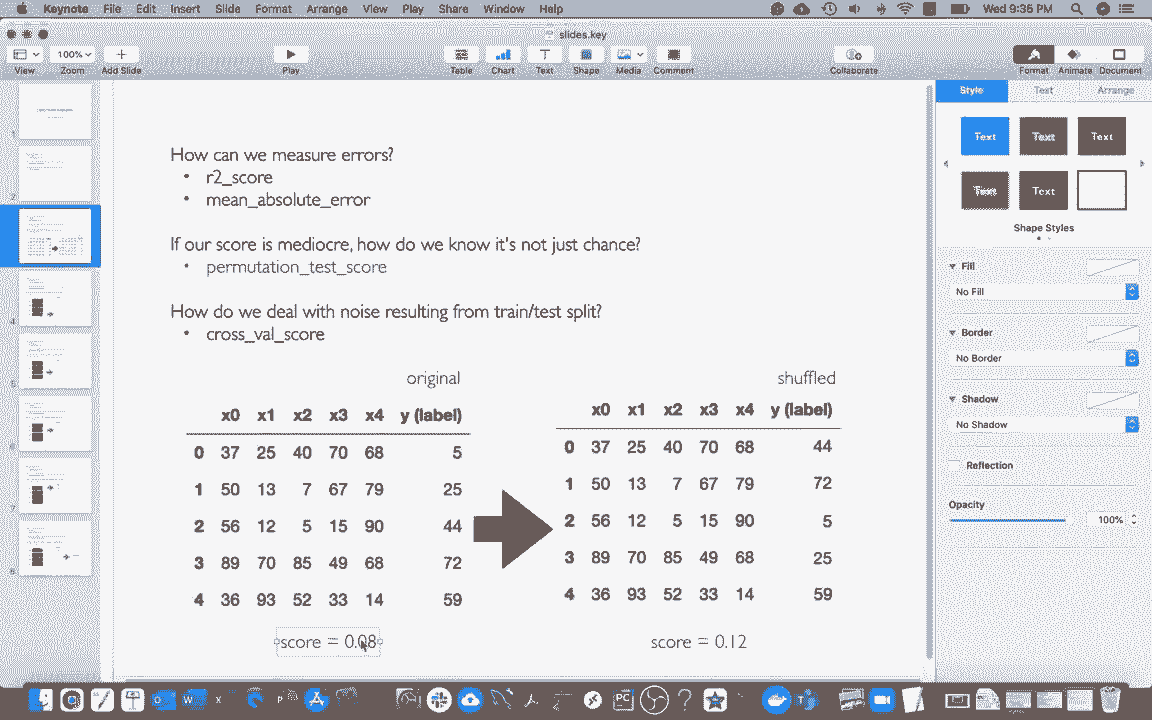 Keynote File Edit Insert Slide Format Arrange View Play Share Window Help Wed 9:35 PM
slides.key
100%
View Zoom Add Slide Play Table Chart Text Shape Media Comment Collaborate Format Animate Document
Style Text Arrange
Text Text Text
Text Text
Shape Styles
Fill
No Fill
Border
No Border
Shadow
No Shadow
Reflection
Opacity
100%
How can we measure errors?
• r2_score
• mean_absolute_error
If our score is mediocre, how do we know it's not just chance?
• permutation_test_score
How do we deal with noise resulting from train/test split?
• cross_val_score
original
x0 x1 x2 x3 x4 y (label)
0 37 25 40 70 68 5
1 50 13 7 67 79 25
2 56 12 5 15 90 44
3 89 70 85 49 68 72
4 36 93 52 33 14 59
score = 0.08
shuffled
x0 x1 x2 x3 x4 y (label)
0 37 25 40 70 68 44
1 50 13 7 67 79 72
2 56 12 5 15 90 5
3 89 70 85 49 68 25
4 36 93 52 33 14 59
score = 0.12